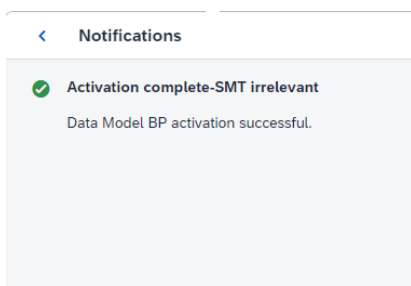 Notifications
Activation complete-SMT irrelevant
Data Model BP activation successful.